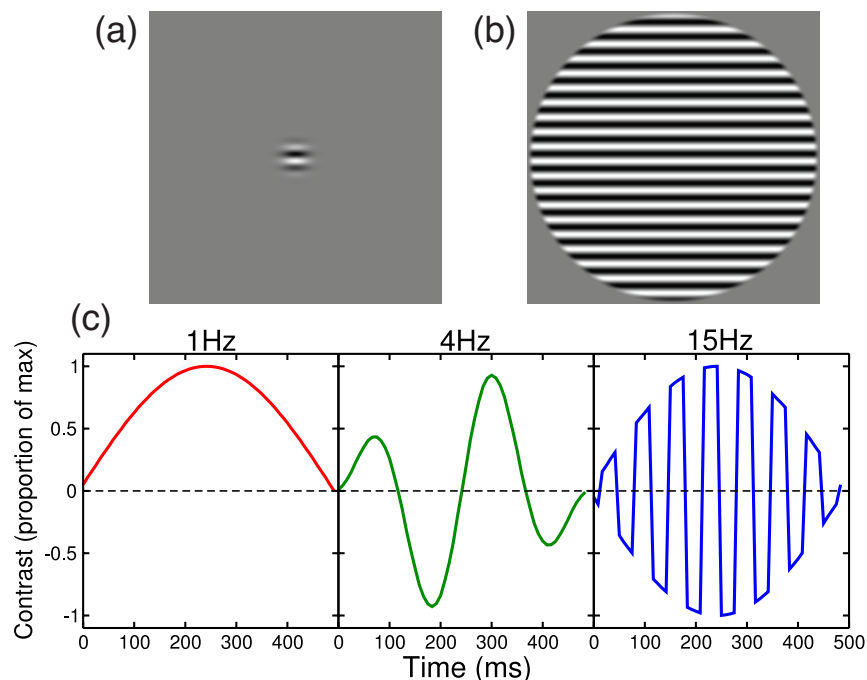 (a)
(b)
(c)
1Hz
4Hz
15Hz
Contrast (proportion of max)
1
0.5
0
-0.5
-1
0 100 200 300 400
0 100 200 300 400
0 100 200 300 400 500
Time (ms)